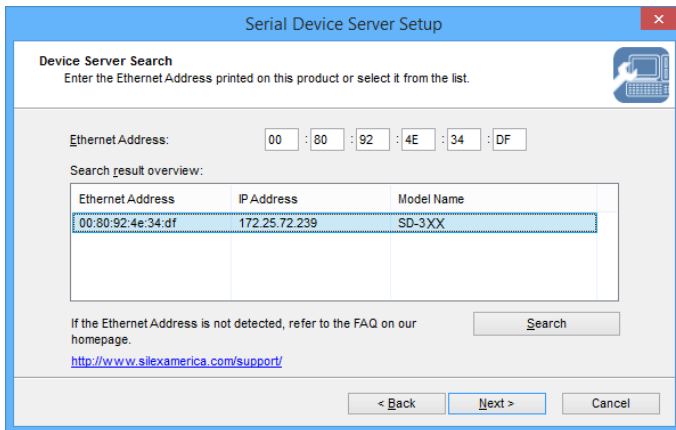 Serial Device Server Setup
Device Server Search
Enter the Ethernet Address printed on this product or select it from the list.
Ethernet Address: 00 : 80 : 92 : 4E : 34 : DF
Search result overview:
Ethernet Address IP Address Model Name
00:80:92:4e:34:df 172.25.72.239 SD-3XX
If the Ethernet Address is not detected, refer to the FAQ on our
homepage.
Search
http://www.silexamerica.com/support/
< Back Next > Cancel